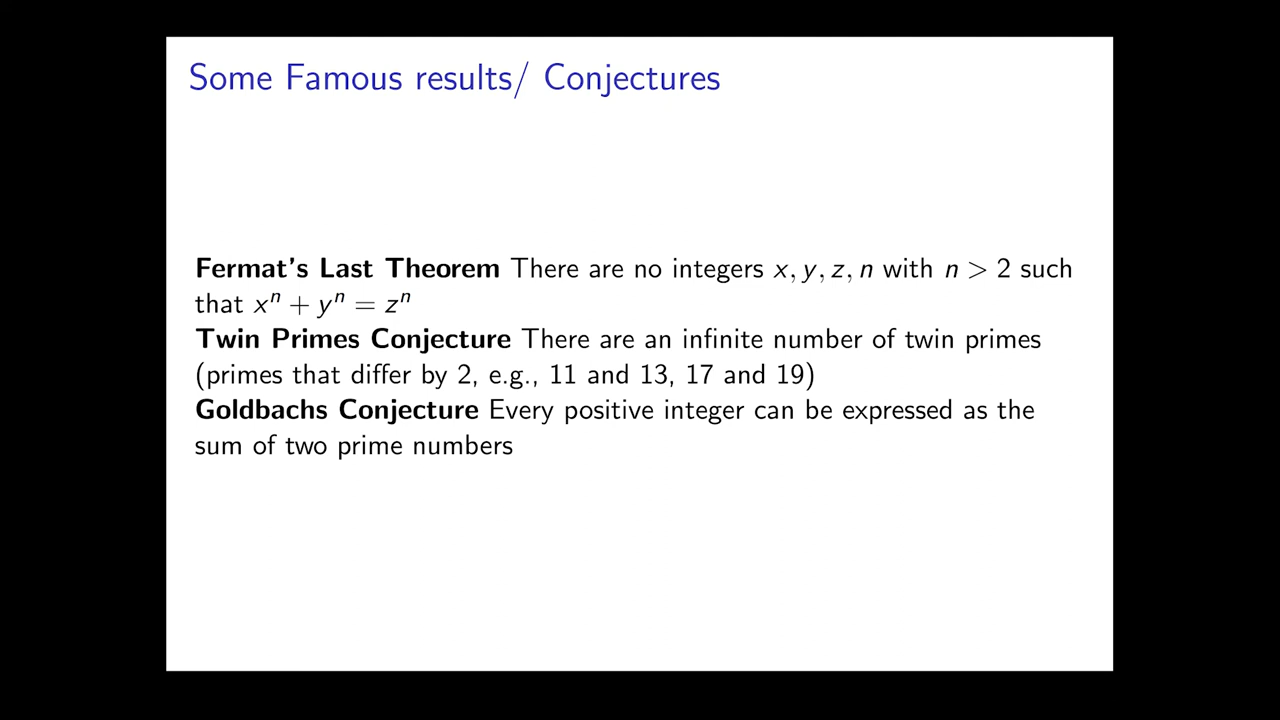 Some Famous results/ Conjectures
Fermat's Last Theorem There are no integers x, y, z, n with n > 2 such
that xⁿ + yⁿ = zⁿ
Twin Primes Conjecture There are an infinite number of twin primes
(primes that differ by 2, e.g., 11 and 13, 17 and 19)
Goldbachs Conjecture Every positive integer can be expressed as the
sum of two prime numbers